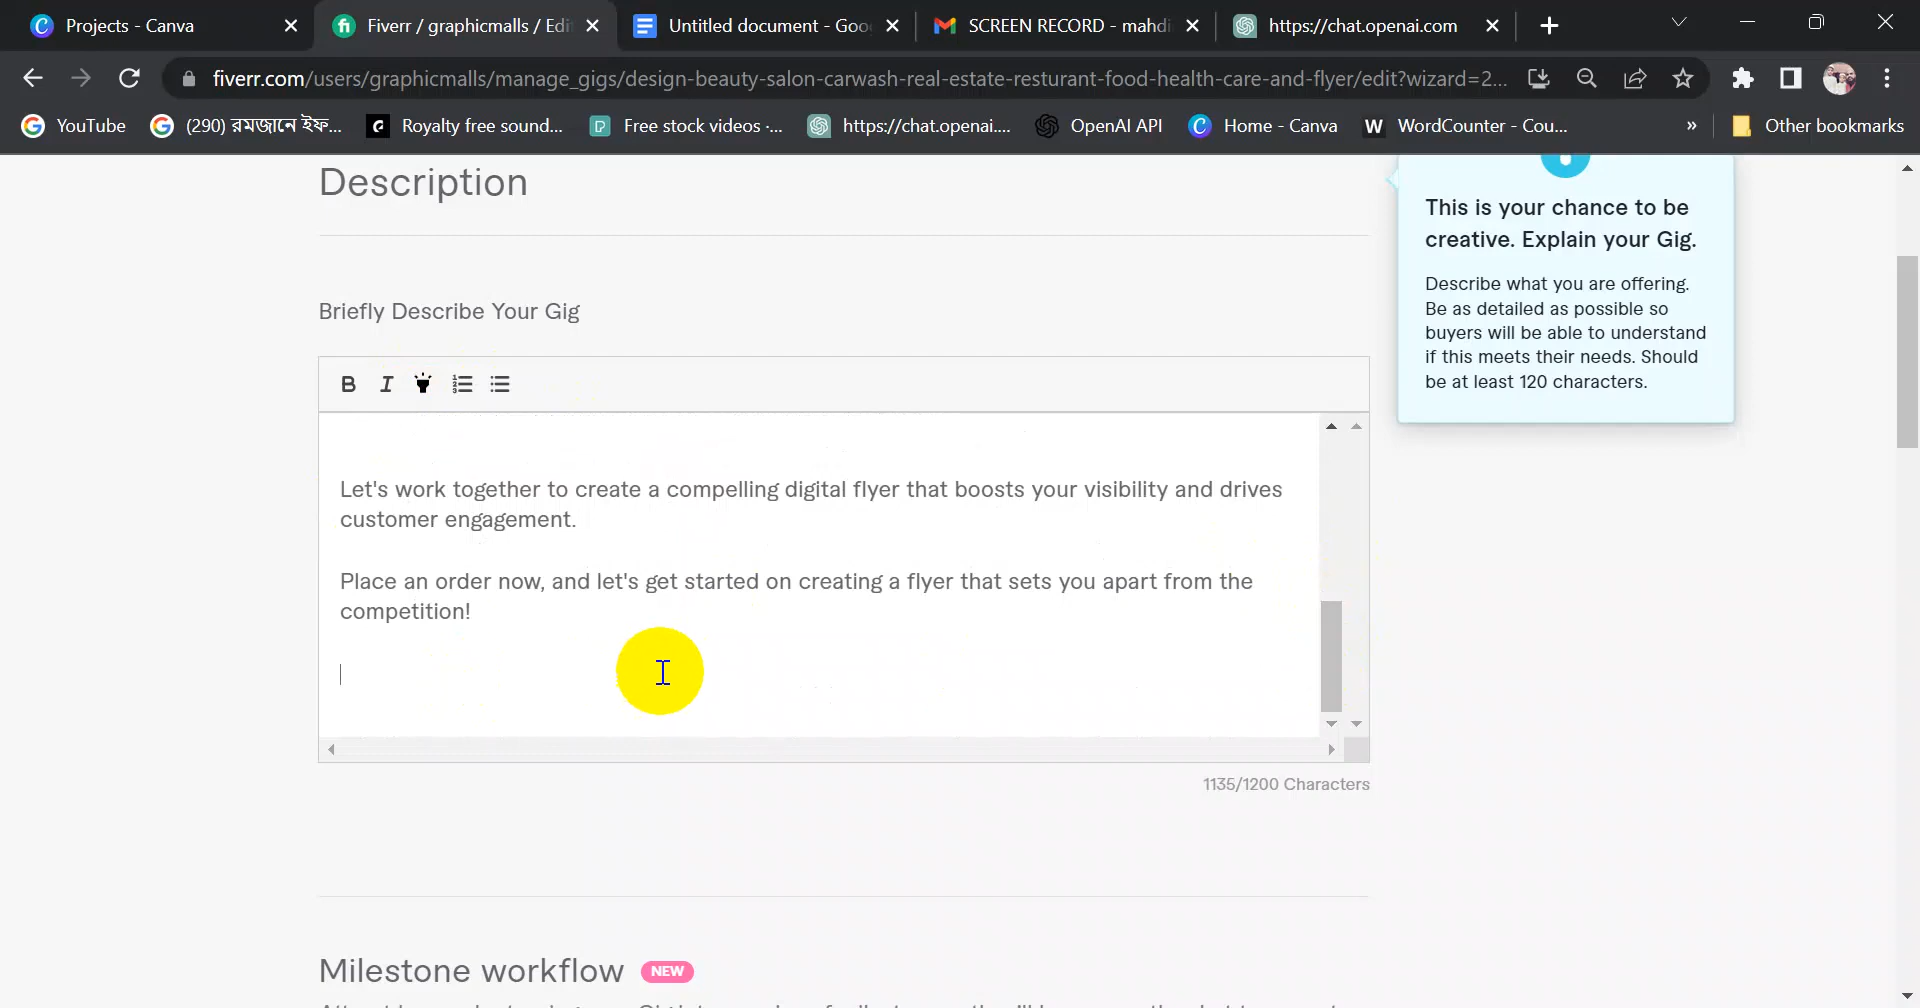 Projects - Canva
Fiverr / graphicmalls / Edi
Untitled document - Goo
SCREEN RECORD - mahdi
https://chat.openai.com
fiverr.com/users/graphicmalls/manage_gigs/design-beauty-salon-carwash-real-estate-resturant-food-health-care-and-flyer/edit?wizard=2...
YouTube
(290) রমজানে ইফ...
Royalty free sound...
Free stock videos ·...
https://chat.openai....
OpenAI API
Home - Canva
WordCounter - Cou...
»
Other bookmarks
Description
This is your chance to be
creative. Explain your Gig.
Describe what you are offering.
Be as detailed as possible so
buyers will be able to understand
if this meets their needs. Should
be at least 120 characters.
Briefly Describe Your Gig
B I
Let's work together to create a compelling digital flyer that boosts your visibility and drives
customer engagement.
Place an order now, and let's get started on creating a flyer that sets you apart from the
competition!
1135/1200 Characters
Milestone workflow NEW